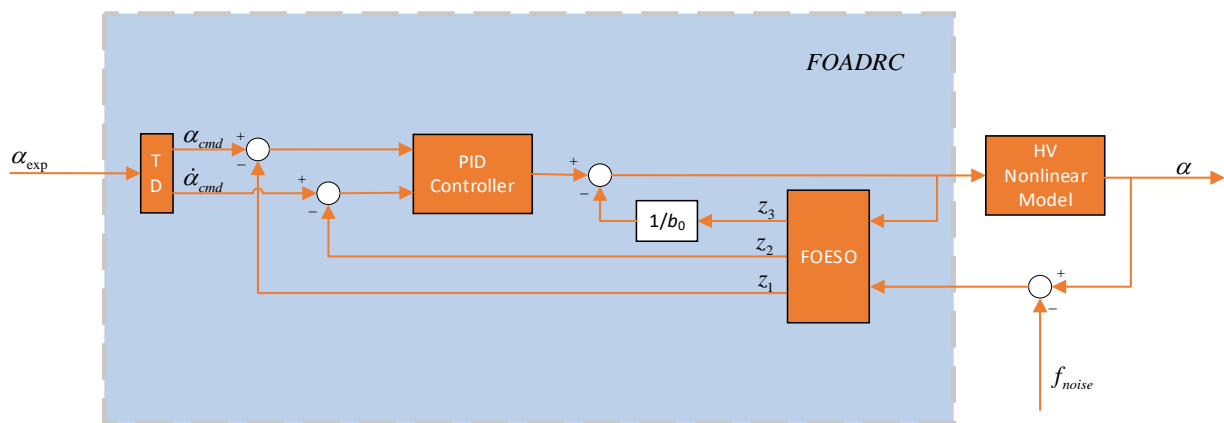 FOADRC
α_exp
T
D
α_cmd
α̇_cmd
+
−
+
−
PID
Controller
+
−
1/b₀
z₃
z₂
z₁
FOESO
HV
Nonlinear
Model
α
+
−
f_noise